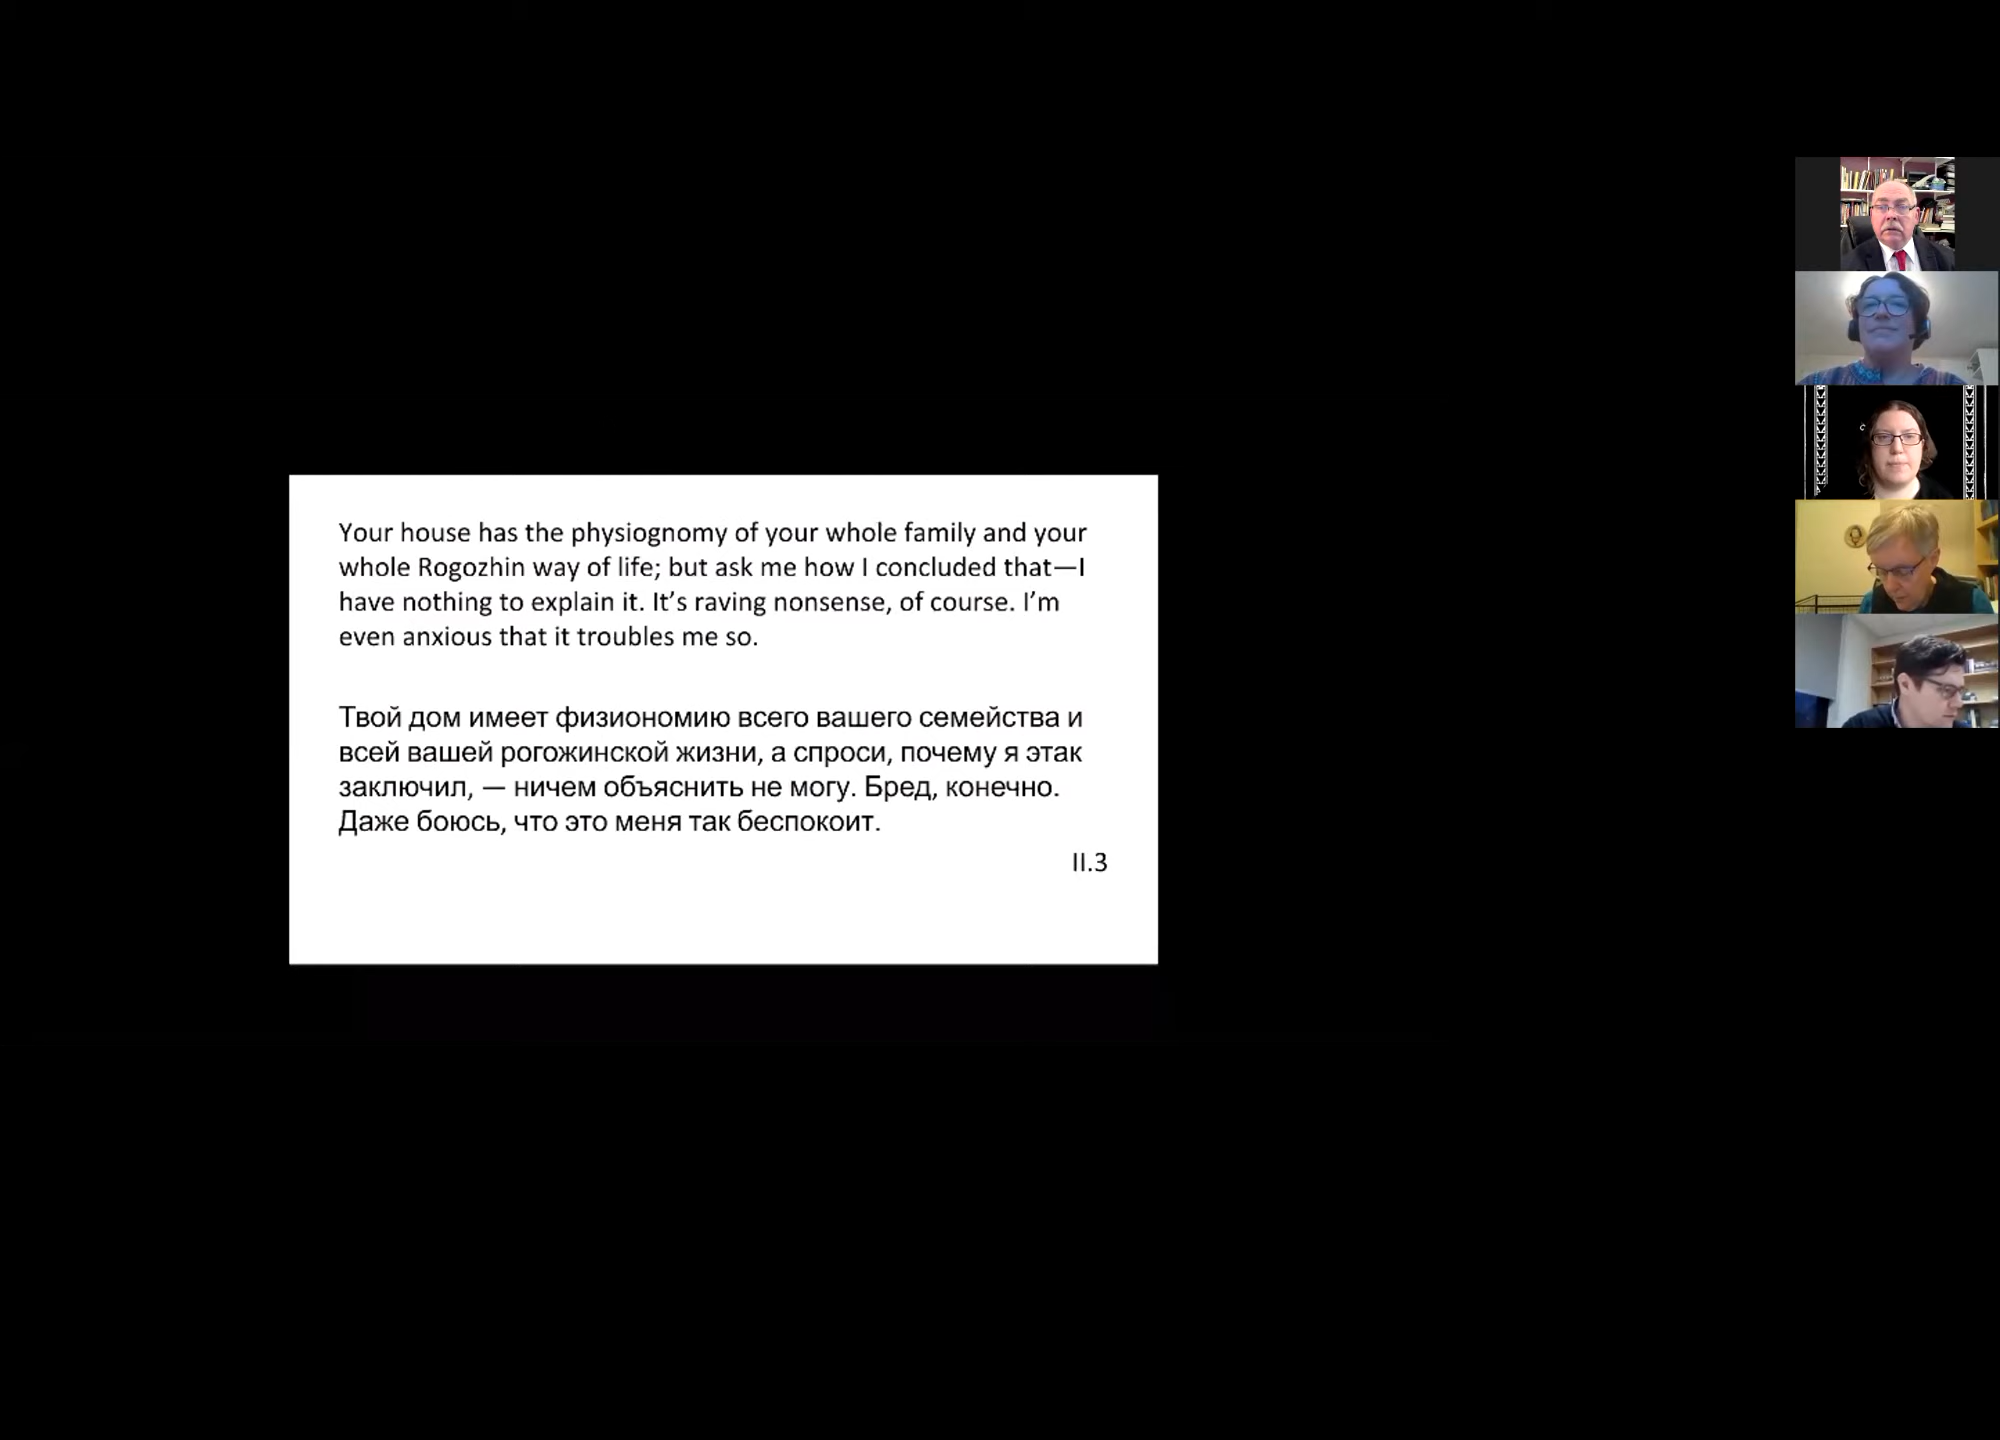 Your house has the physiognomy of your whole family and your
whole Rogozhin way of life; but ask me how I concluded that—I
have nothing to explain it. It’s raving nonsense, of course. I’m
even anxious that it troubles me so.
Твой дом имеет физиономию всего вашего семейства и
всей вашей рогожинской жизни, а спроси, почему я этак
заключил, — ничем объяснить не могу. Бред, конечно.
Даже боюсь, что это меня так беспокоит.
II.3